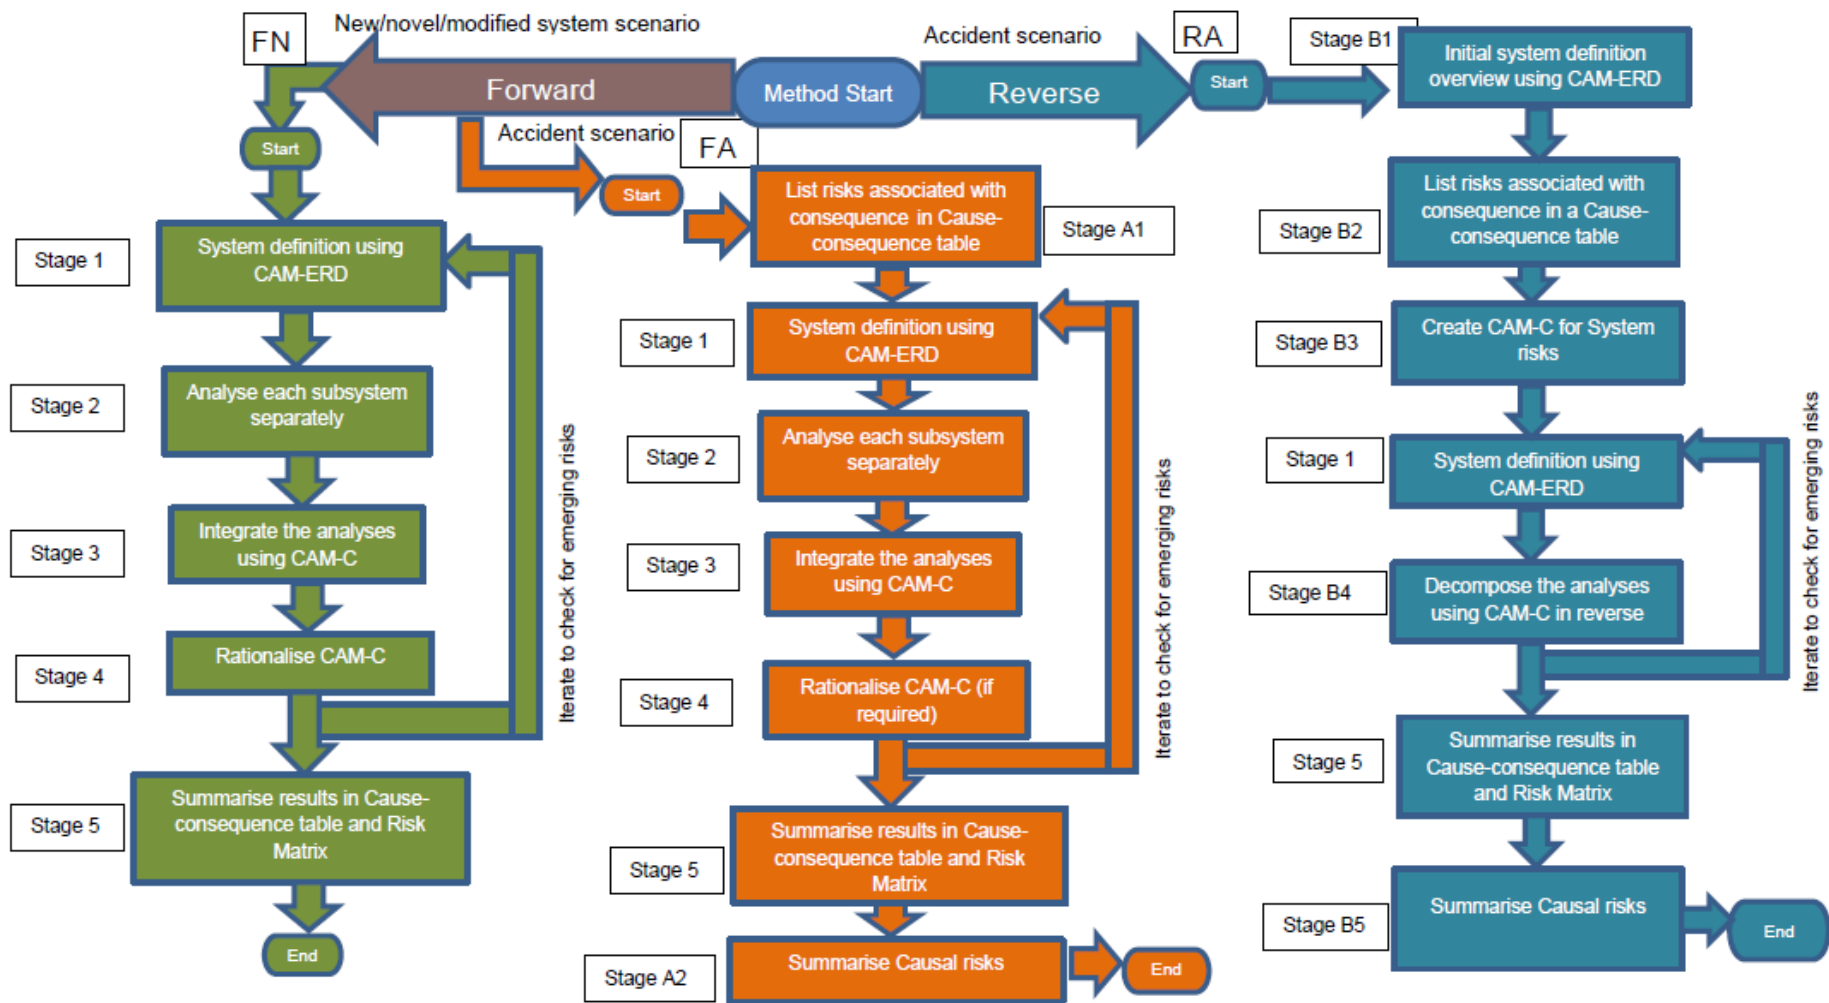 New/novel/modified system scenario
FN
Forward
Method Start
Accident scenario
Reverse
RA
Start
Stage B1
Initial system definition
overview using CAM-ERD
Start
Stage 1
System definition using
CAM-ERD
Stage 2
Analyse each subsystem
separately
Stage 3
Integrate the analyses
using CAM-C
Stage 4
Rationalise CAM-C
Iterate to check for emerging risks
Stage 5
Summarise results in Cause-
consequence table and Risk
Matrix
End
Accident scenario
FA
Start
List risks associated with
consequence in Cause-
consequence table
Stage A1
Stage 1
System definition using
CAM-ERD
Stage 2
Analyse each subsystem
separately
Stage 3
Integrate the analyses
using CAM-C
Stage 4
Rationalise CAM-C (if
required)
Iterate to check for emerging risks
Stage 5
Summarise results in Cause-
consequence table and Risk
Matrix
Stage A2
Summarise Causal risks
End
Stage B2
List risks associated with
consequence in a Cause-
consequence table
Stage B3
Create CAM-C for System
risks
Stage 1
System definition using
CAM-ERD
Stage B4
Decompose the analyses
using CAM-C in reverse
Iterate to check for emerging risks
Stage 5
Summarise results in
Cause-consequence table
and Risk Matrix
Stage B5
Summarise Causal risks
End